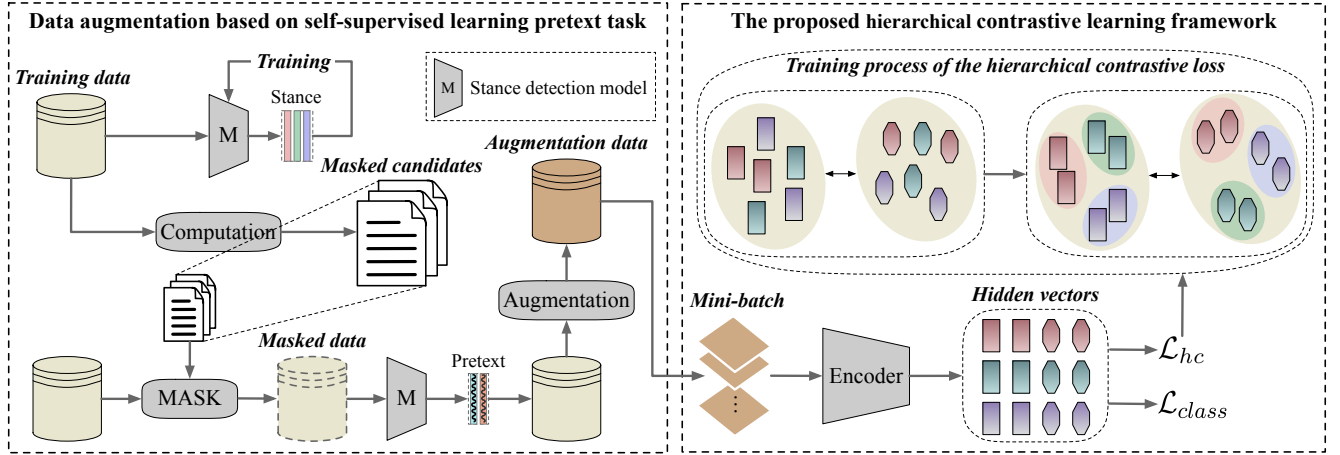 Data augmentation based on self-supervised learning pretext task
Training data
Training
M
Stance
M
Stance detection model
Masked candidates
Augmentation data
Computation
Augmentation
Masked data
Pretext
MASK
M
The proposed hierarchical contrastive learning framework
Training process of the hierarchical contrastive loss
Mini-batch
Hidden vectors
Encoder
ℒ_hc
ℒ_class